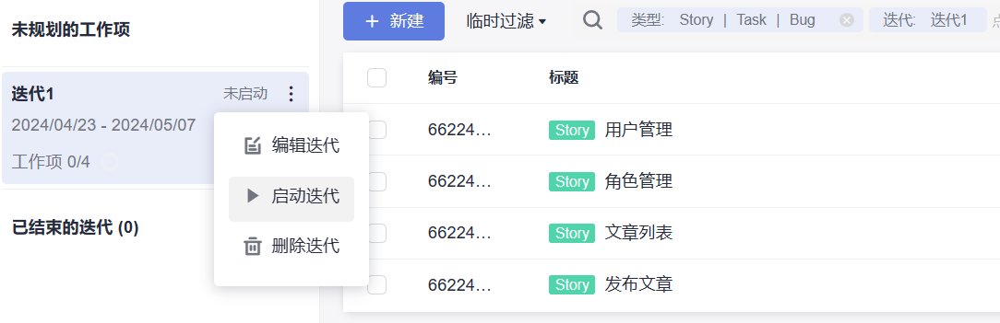 未规划的工作项
迭代1 未启动
2024/04/23 - 2024/05/07
工作项 0/4
已结束的迭代 (0)
编辑迭代
启动迭代
删除迭代
+ 新建 临时过滤 类型: Story | Task | Bug 迭代: 迭代1
编号 标题
66224… Story 用户管理
66224… Story 角色管理
66224… Story 文章列表
66224… Story 发布文章